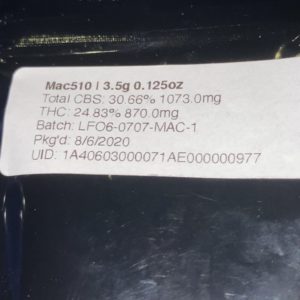 Mac510 | 3.5g 0.125oz
Total CBS: 30.66% 1073.0mg
THC: 24.83% 870.0mg
Batch: LFO6-0707-MAC-1
Pkg'd: 8/6/2020
UID: 1A40603000071AE000000977